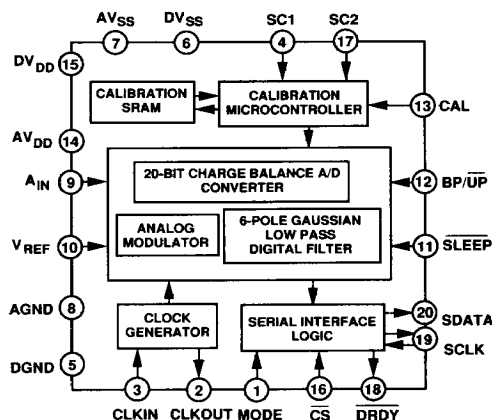 AVSS DVSS SC1 SC2
7 6 4 17
DVDD
15
CALIBRATION
SRAM
CALIBRATION
MICROCONTROLLER
13 CAL
AVDD
14
20-BIT CHARGE BALANCE A/D
CONVERTER
AIN
9
12 BP/UP
ANALOG
MODULATOR
6-POLE GAUSSIAN
LOW PASS
DIGITAL FILTER
VREF
10
11 SLEEP
AGND
8
CLOCK
GENERATOR
SERIAL INTERFACE
LOGIC
20 SDATA
19 SCLK
DGND
5
3 2 1 16 18
CLKIN CLKOUT MODE CS DRDY